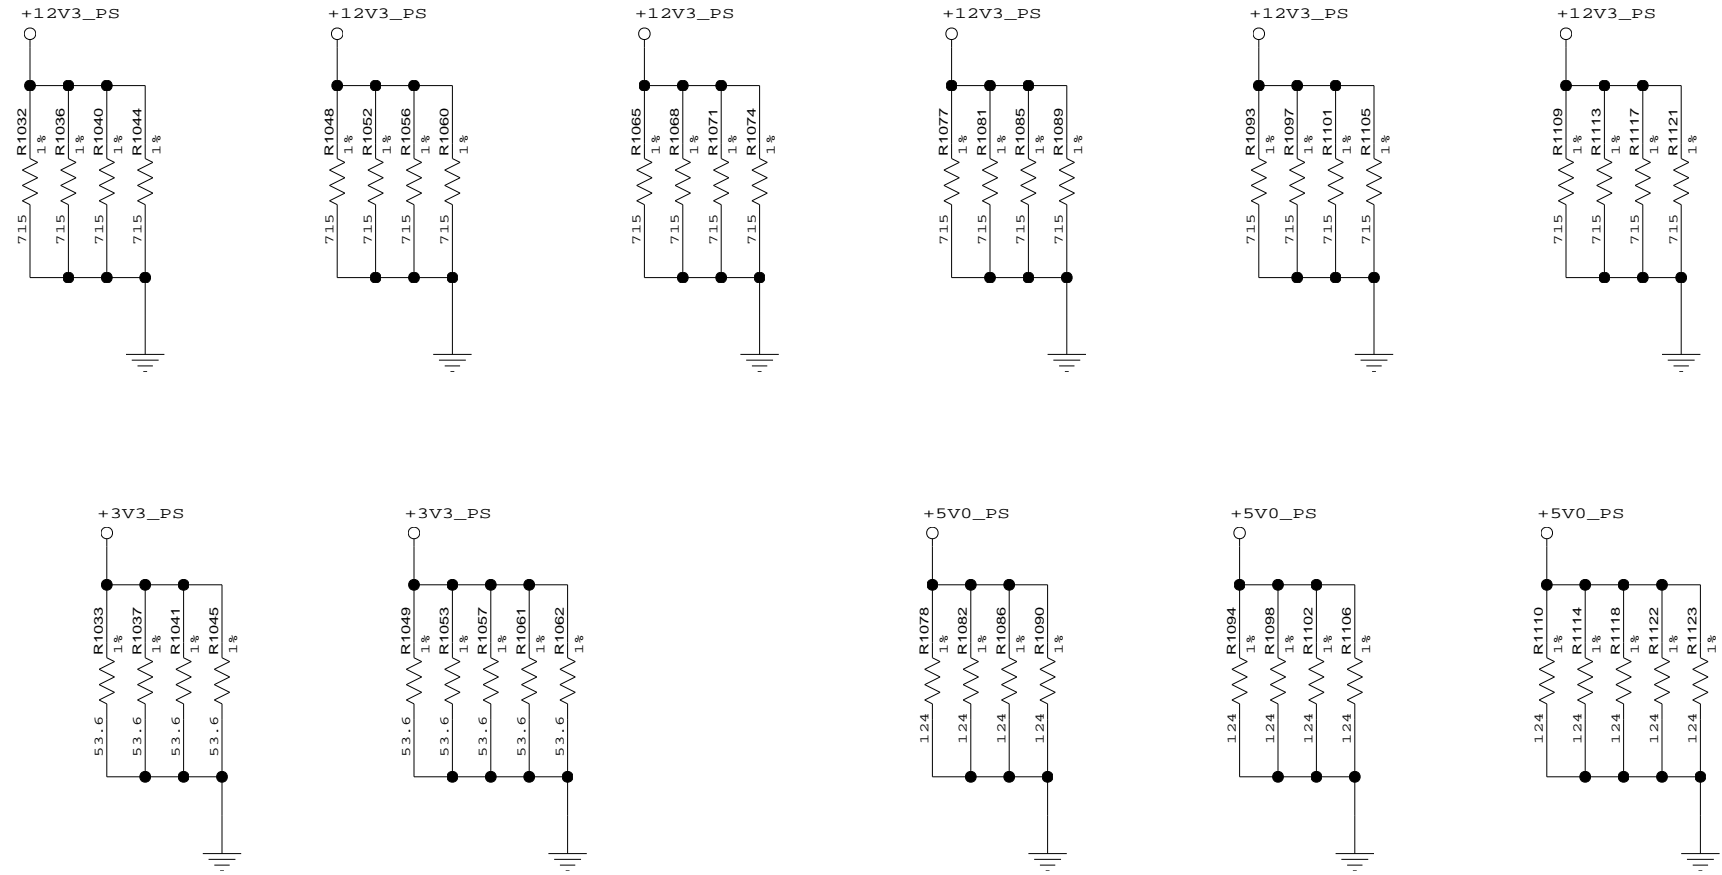 +12V3_PS
R1032 1% 715
R1036 1% 715
R1040 1% 715
R1044 1% 715
+12V3_PS
R1048 1% 715
R1052 1% 715
R1056 1% 715
R1060 1% 715
+12V3_PS
R1065 1% 715
R1068 1% 715
R1071 1% 715
R1074 1% 715
+12V3_PS
R1077 1% 715
R1081 1% 715
R1085 1% 715
R1089 1% 715
+12V3_PS
R1093 1% 715
R1097 1% 715
R1101 1% 715
R1105 1% 715
+12V3_PS
R1109 1% 715
R1113 1% 715
R1117 1% 715
R1121 1% 715
+3V3_PS
R1033 1% 53.6
R1037 1% 53.6
R1041 1% 53.6
R1045 1% 53.6
+3V3_PS
R1049 1% 53.6
R1053 1% 53.6
R1057 1% 53.6
R1061 1% 53.6
R1062 1% 53.6
+5V0_PS
R1078 1% 124
R1082 1% 124
R1086 1% 124
R1090 1% 124
+5V0_PS
R1094 1% 124
R1098 1% 124
R1102 1% 124
R1106 1% 124
+5V0_PS
R1110 1% 124
R1114 1% 124
R1118 1% 124
R1122 1% 124
R1123 1% 124